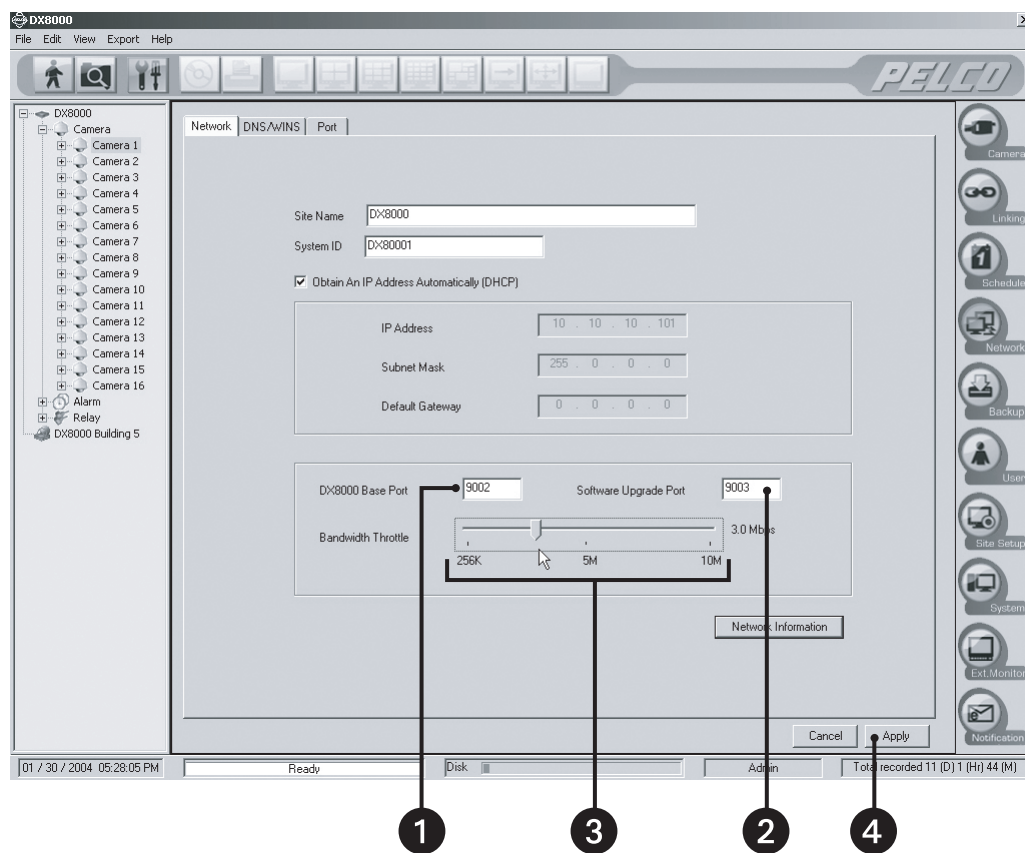 DX8000
File Edit View Export Help
PELCO
DX8000
Camera
Camera 1
Camera 2
Camera 3
Camera 4
Camera 5
Camera 6
Camera 7
Camera 8
Camera 9
Camera 10
Camera 11
Camera 12
Camera 13
Camera 14
Camera 15
Camera 16
Alarm
Relay
DX8000 Building 5
Network DNS/WINS Port
Site Name DX8000
System ID DX80001
Obtain An IP Address Automatically (DHCP)
IP Address 10 . 10 . 10 . 101
Subnet Mask 255 . 0 . 0 . 0
Default Gateway 0 . 0 . 0 . 0
DX8000 Base Port 9002 Software Upgrade Port 9003
Bandwidth Throttle 3.0 Mbps
256K 5M 10M
Network Information
Cancel Apply
Camera
Linking
Schedule
Network
Backup
User
Site Setup
System
Ext.Monitor
Notification
01 / 30 / 2004 05:28:05 PM Ready Disk Admin Total recorded 11 (D) 1 (Hr) 44 (M)
1 3 2 4